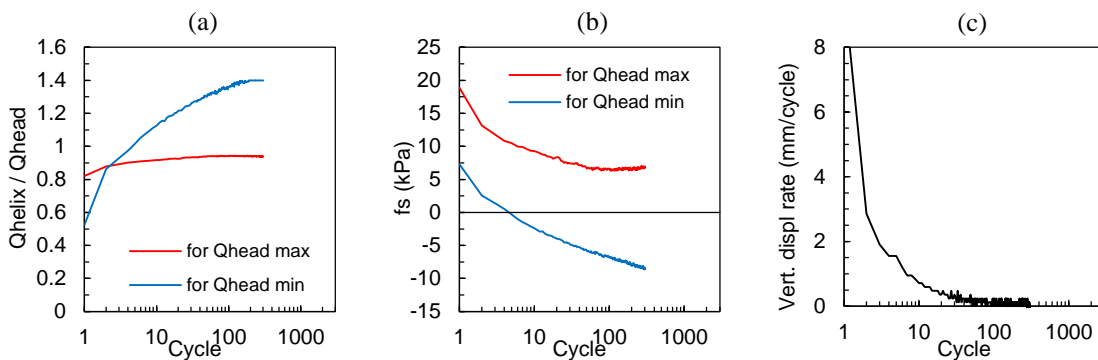 (a)
Qhelix / Qhead
1.6
1.4
1.2
1
0.8
0.6
0.4
0.2
0
for Qhead max
for Qhead min
1 10 100 1000
Cycle
(b)
fs (kPa)
25
20
15
10
5
0
-5
-10
-15
for Qhead max
for Qhead min
1 10 100 1000
Cycle
(c)
Vert. displ rate (mm/cycle)
8
6
4
2
0
1 10 100 1000
Cycle